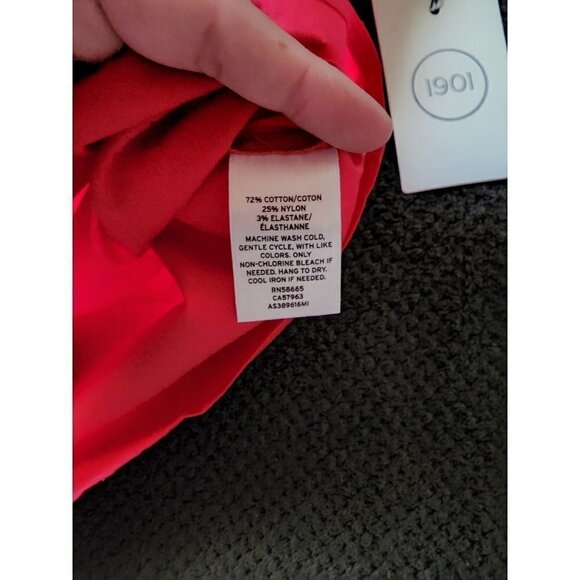 1901
72% COTTON/COTON
25% NYLON
3% ELASTANE/
ÉLASTHANNE
MACHINE WASH COLD,
GENTLE CYCLE, WITH LIKE
COLORS. ONLY
NON-CHLORINE BLEACH IF
NEEDED. HANG TO DRY.
COOL IRON IF NEEDED.
RN58665
CA57963
AS389616MI